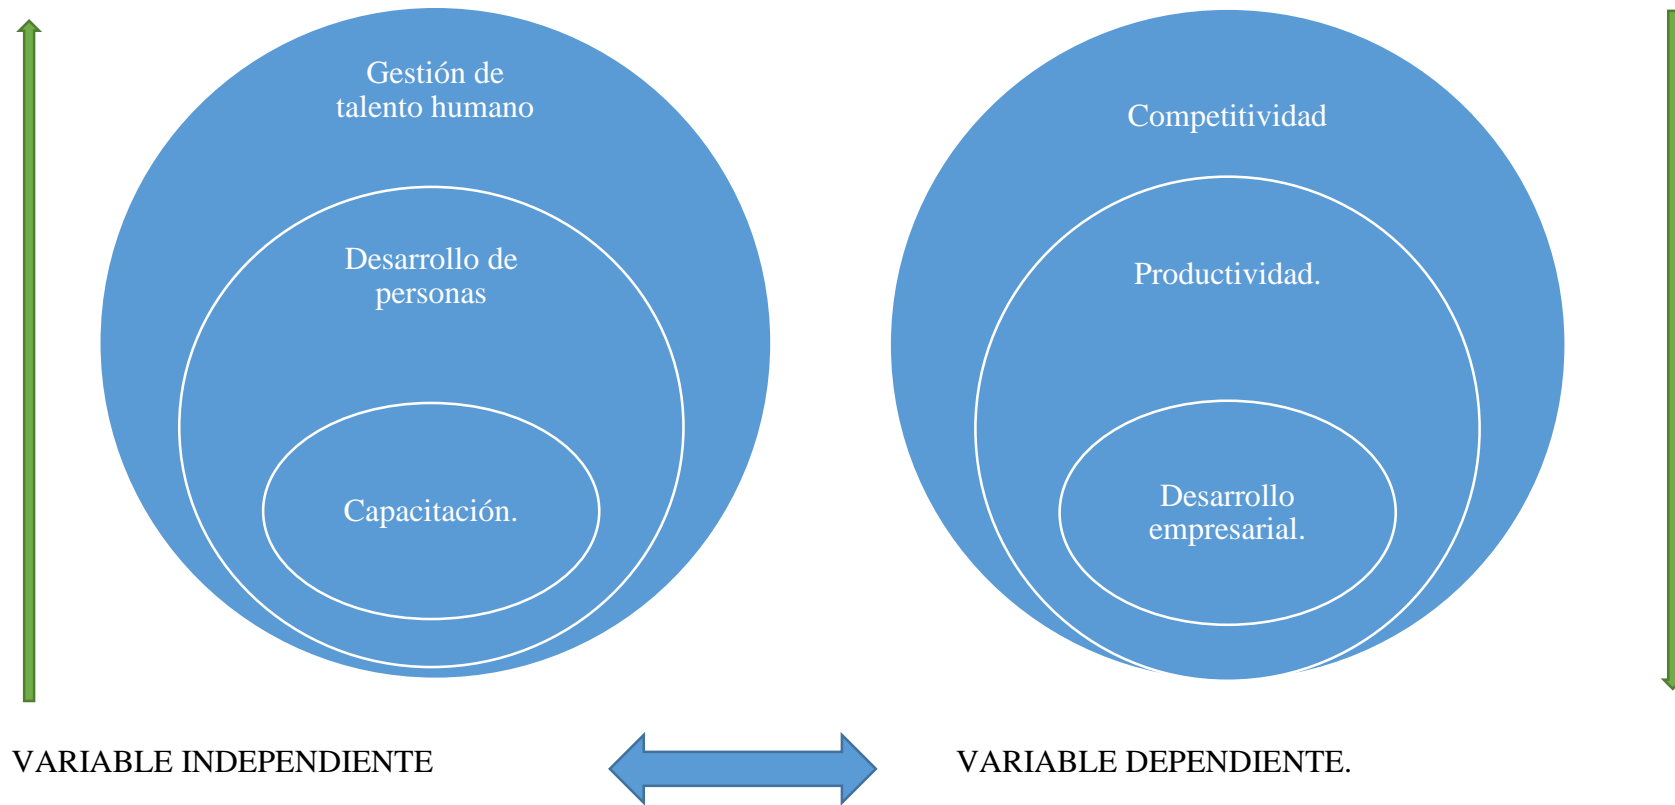 Gestión de
talento humano
Desarrollo de
personas
Capacitación.
Competitividad
Productividad.
Desarrollo
empresarial.
VARIABLE INDEPENDIENTE
VARIABLE DEPENDIENTE.